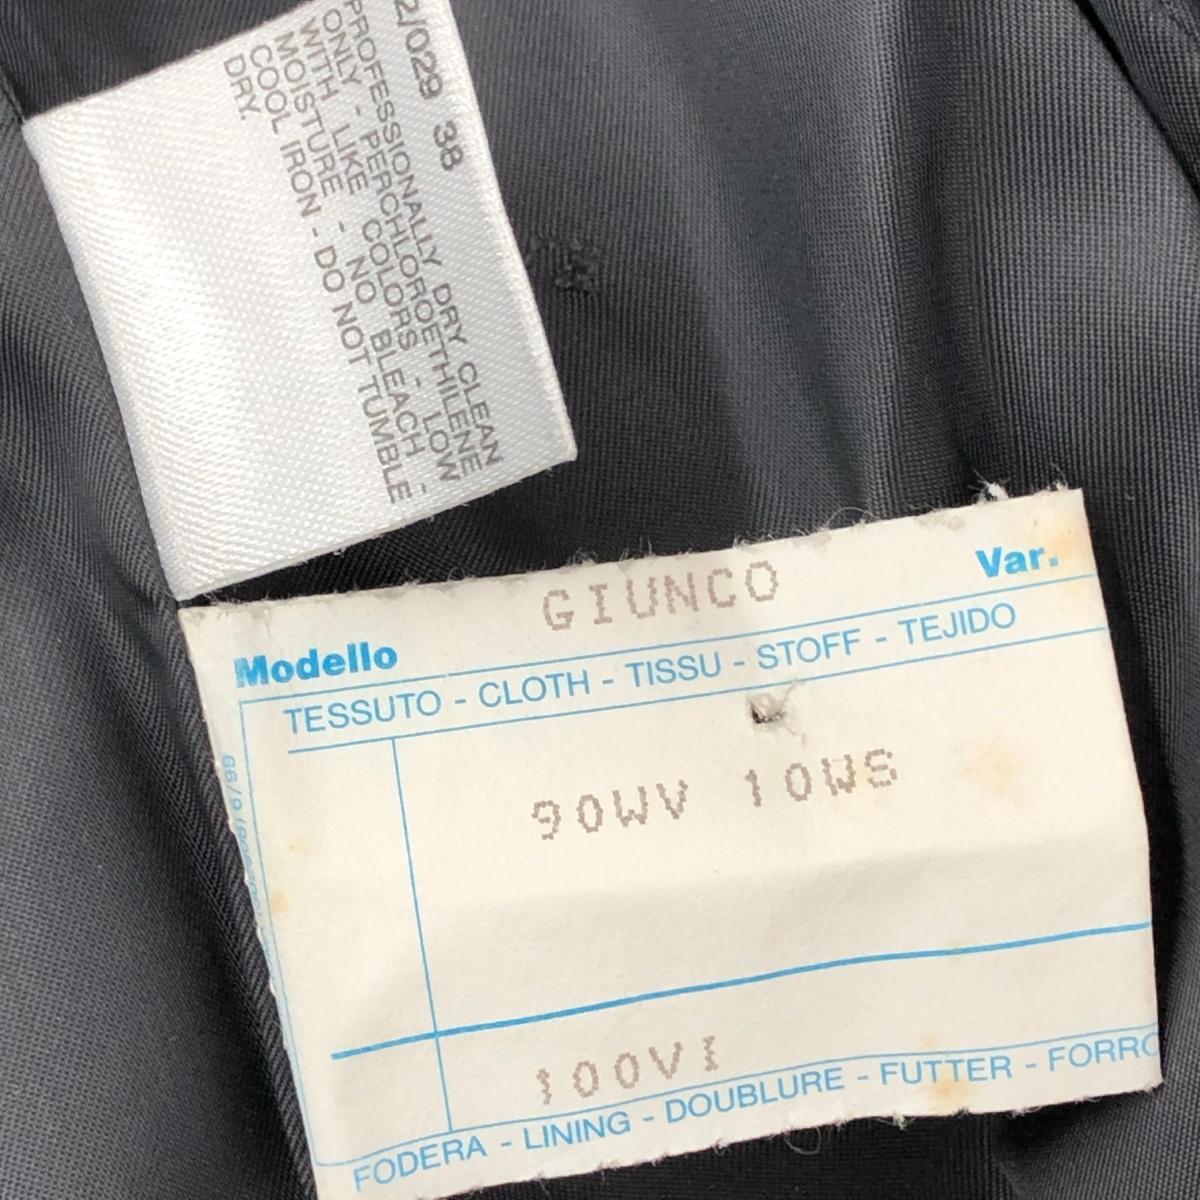 2/029 38
PROFESSIONALLY DRY CLEAN
ONLY - PERCHLOROETHILENE
WITH LIKE COLORS - LOW
MOISTURE - NO BLEACH -
COOL IRON - DO NOT TUMBLE
DRY.
GIUNCO
Modello Var.
TESSUTO - CLOTH - TISSU - STOFF - TEJIDO
90WV 10WS
100VI
FODERA - LINING - DOUBLURE - FUTTER - FORRO